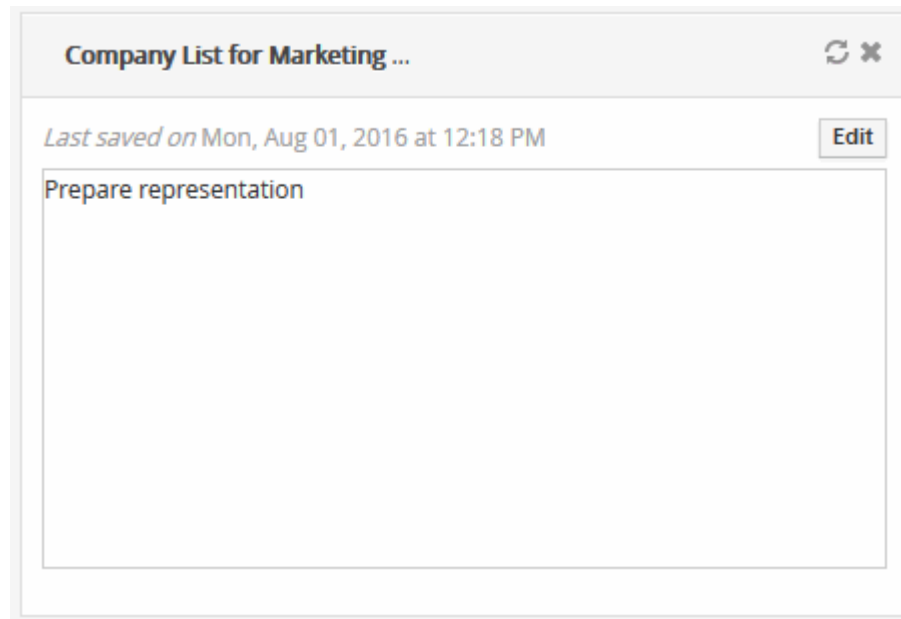 Company List for Marketing ...
Last saved on Mon, Aug 01, 2016 at 12:18 PM
Edit
Prepare representation